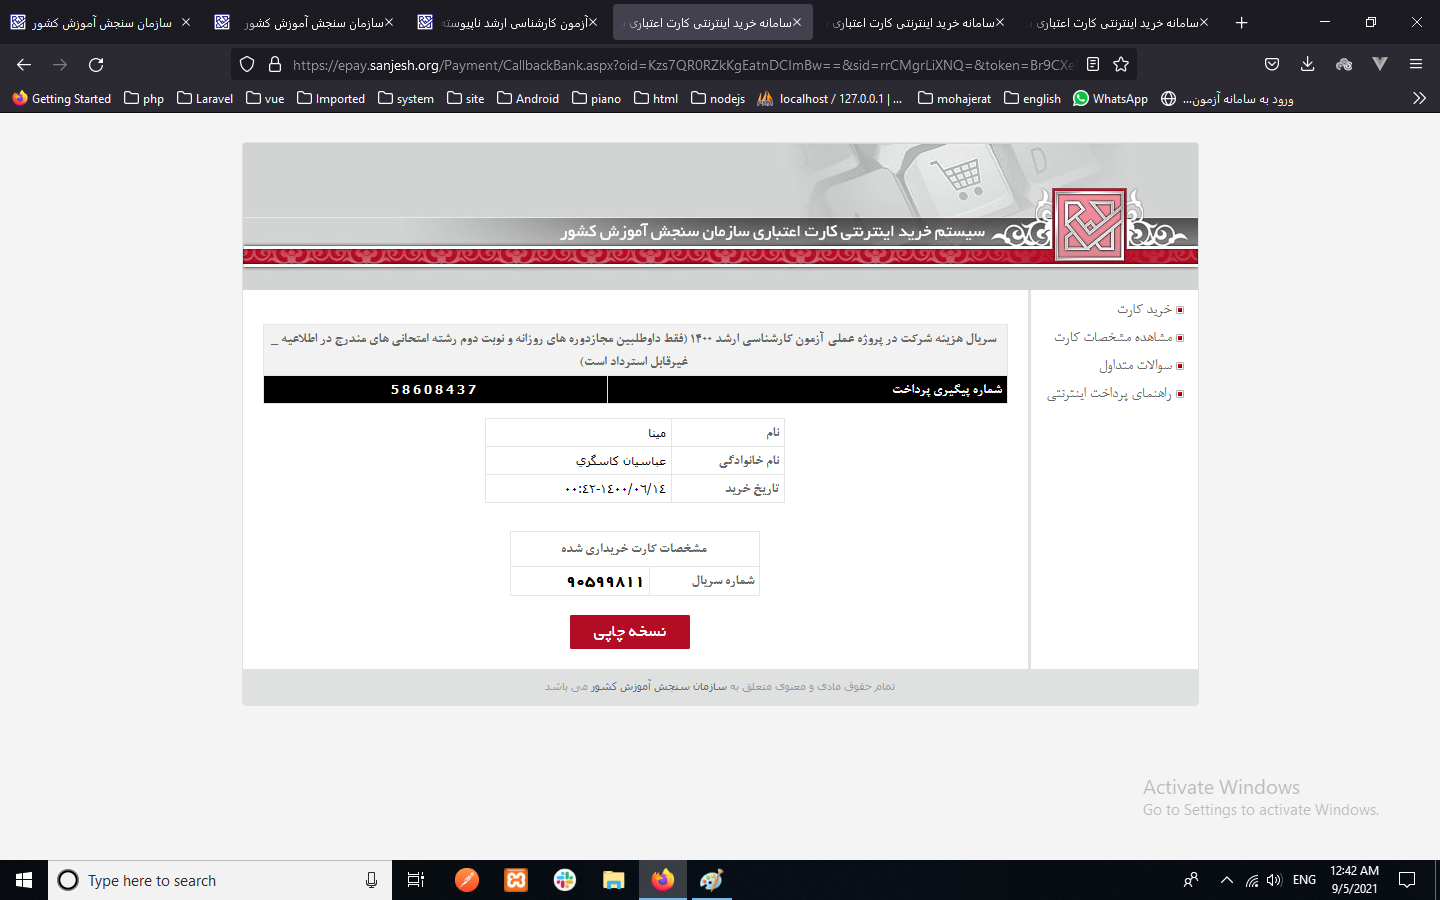 سازمان سنجش آموزش کشور
سازمان سنجش آموزش کشور
آزمون کارشناسی ارشد ناپیوسته
سامانه خرید اینترنتی کارت اعتباری
سامانه خرید اینترنتی کارت اعتباری
سامانه خرید اینترنتی کارت اعتباری
https://epay.sanjesh.org/Payment/CallbackBank.aspx?oid=Kzs7QR0RZkKgEatnDCImBw==&sid=rrCMgrLiXNQ=&token=Br9CXe
Getting Started php Laravel vue Imported system site Android piano html nodejs localhost / 127.0.0.1 | ... mohajerat english WhatsApp ورود به سامانه آزمون...
سیستم خرید اینترنتی کارت اعتباری سازمان سنجش آموزش کشور
خرید کارت
مشاهده مشخصات کارت
سوالات متداول
راهنمای پرداخت اینترنتی
سریال هزینه شرکت در پروژه عملی آزمون کارشناسی ارشد ۱۴۰۰ (فقط داوطلبین مجازدوره های روزانه و نوبت دوم رشته امتحانی های مندرج در اطلاعیه _
غیرقابل استرداد است)
شماره پیگیری پرداخت 58608437
نام مینا
نام خانوادگی عباسیان کاسگري
تاریخ خرید ١٤٠٠/٠٦/١٤-٠٠:٤٢
مشخصات کارت خریداری شده
شماره سریال ۹۰۵۹۹۸۱۱
نسخه چاپی
تمام حقوق مادی و معنوی متعلق به سازمان سنجش آموزش کشور می باشد
Activate Windows
Go to Settings to activate Windows.
Type here to search
ENG
12:42 AM
9/5/2021